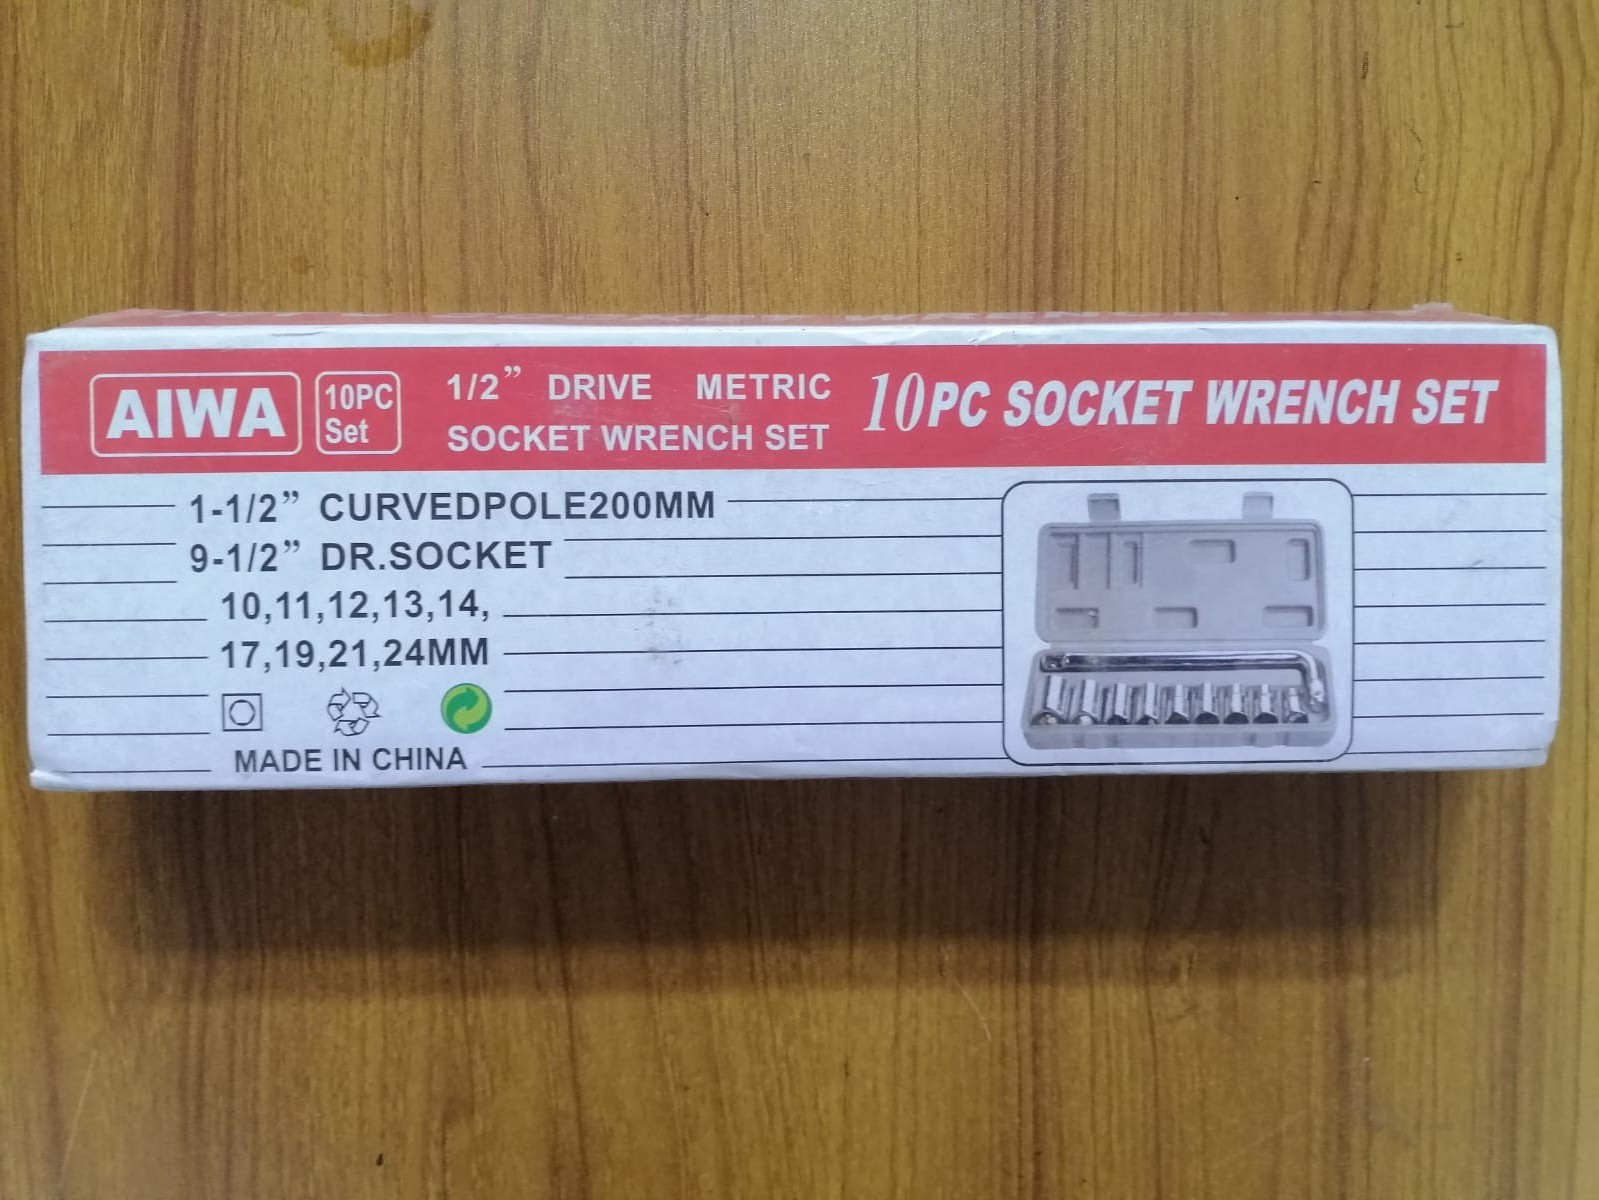 AIWA
10PC
Set
1/2” DRIVE METRIC
SOCKET WRENCH SET
10PC SOCKET WRENCH SET
1-1/2” CURVEDPOLE200MM
9-1/2” DR.SOCKET
10,11,12,13,14,
17,19,21,24MM
MADE IN CHINA